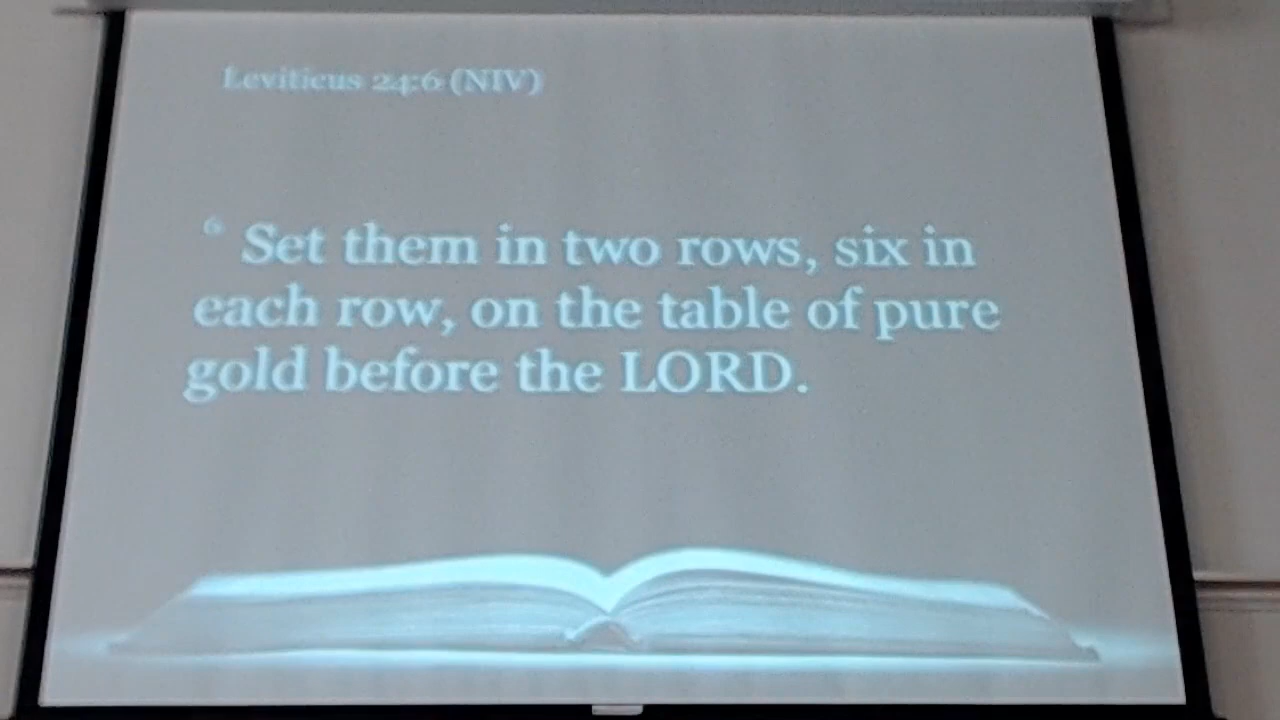 Leviticus 24:6 (NIV)
6 Set them in two rows, six in
each row, on the table of pure
gold before the LORD.